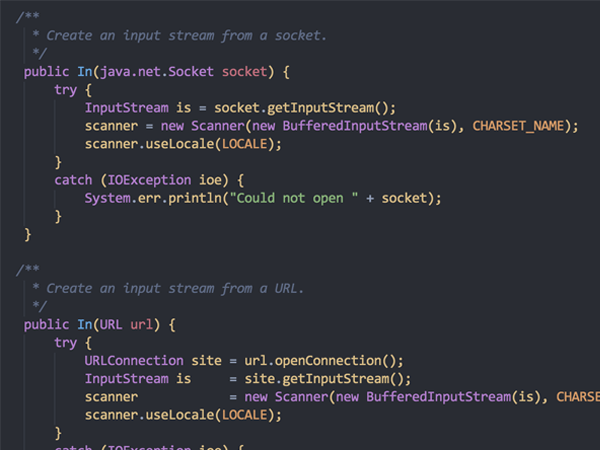 /**
 * Create an input stream from a socket.
 */
public In(java.net.Socket socket) {
    try {
        InputStream is = socket.getInputStream();
        scanner = new Scanner(new BufferedInputStream(is), CHARSET_NAME);
        scanner.useLocale(LOCALE);
    }
    catch (IOException ioe) {
        System.err.println("Could not open " + socket);
    }
}
/**
 * Create an input stream from a URL.
 */
public In(URL url) {
    try {
        URLConnection site = url.openConnection();
        InputStream is     = site.getInputStream();
        scanner            = new Scanner(new BufferedInputStream(is), CHARSE
        scanner.useLocale(LOCALE);
    }
    catch (IOException ioe) {